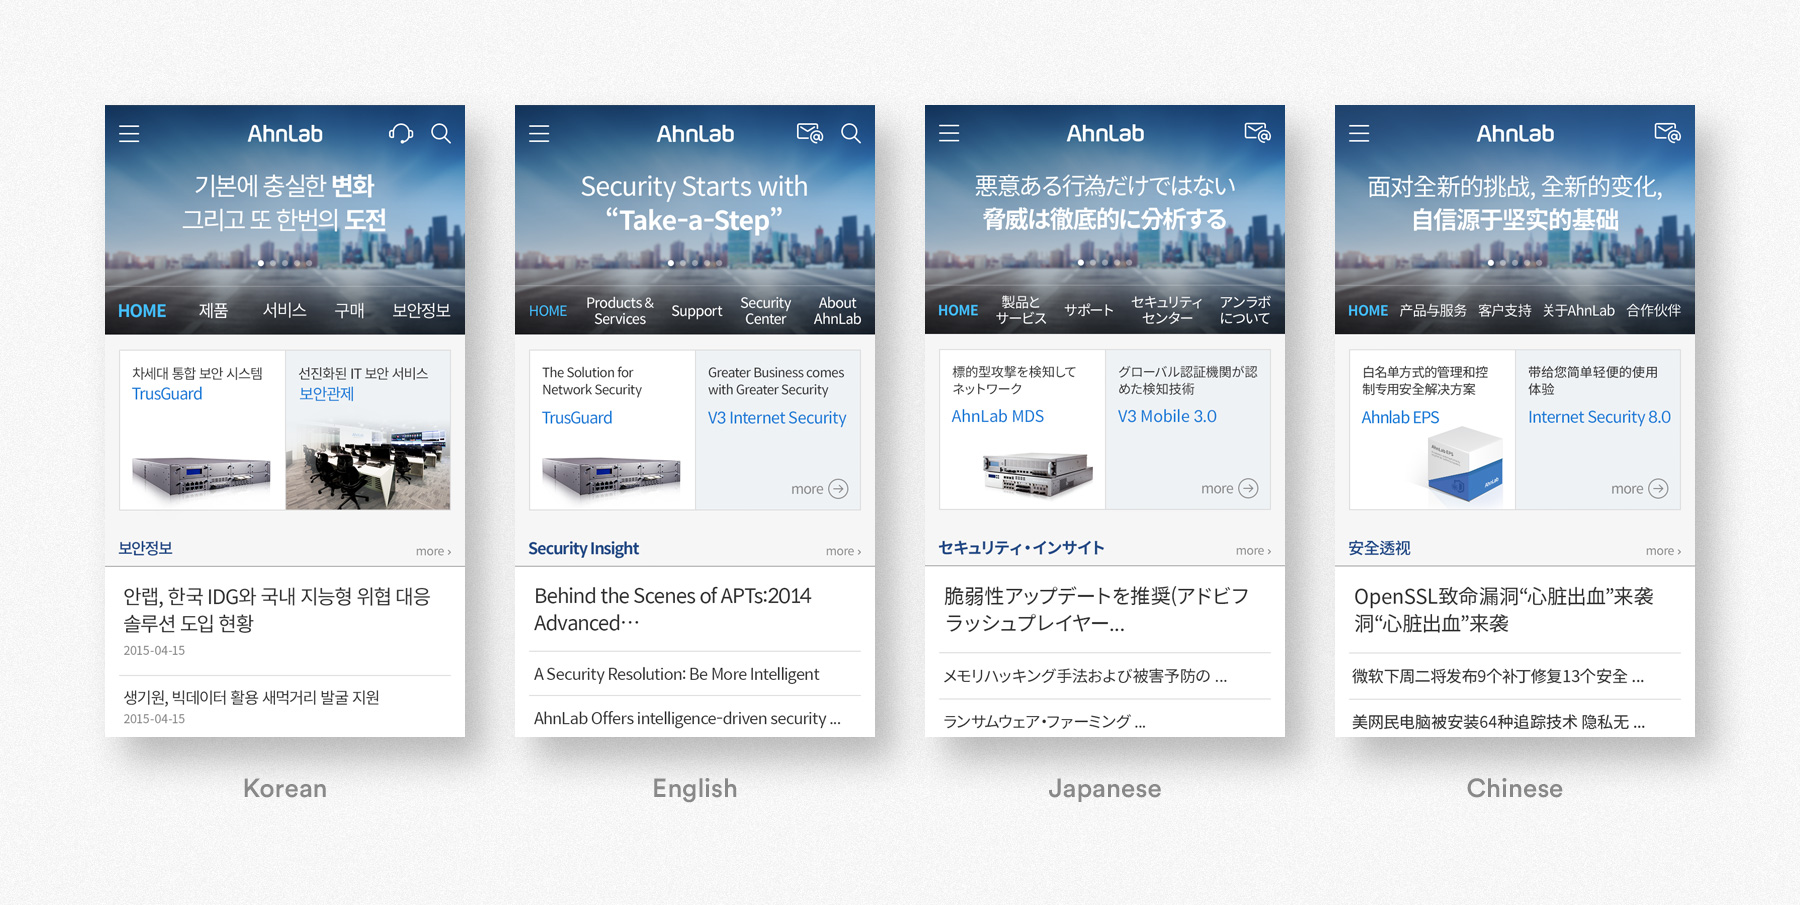 AhnLab
기본에 충실한 변화
그리고 또 한번의 도전
HOME 제품 서비스 구매 보안정보
차세대 통합 보안 시스템
TrusGuard
선진화된 IT 보안 서비스
보안관제
보안정보 more ›
안랩, 한국 IDG와 국내 지능형 위협 대응
솔루션 도입 현황
2015-04-15
생기원, 빅데이터 활용 새먹거리 발굴 지원
2015-04-15
Korean
AhnLab
Security Starts with
“Take-a-Step”
HOME
Products &
Services
Support
Security
Center
About
AhnLab
The Solution for
Network Security
TrusGuard
Greater Business comes
with Greater Security
V3 Internet Security
more
Security Insight more ›
Behind the Scenes of APTs:2014
Advanced⋯
A Security Resolution: Be More Intelligent
AhnLab Offers intelligence-driven security ...
English
AhnLab
悪意ある行為だけではない
脅威は徹底的に分析する
HOME
製品と
サービス
サポート
セキュリティ
センター
アンラボ
について
標的型攻撃を検知して
ネットワーク
AhnLab MDS
グローバル認証機関が認
めた検知技術
V3 Mobile 3.0
more
セキュリティ・インサイト more ›
脆弱性アップデートを推奨(アドビフ
ラッシュプレイヤー...
メモリハッキング手法および被害予防の ...
ランサムウェア・ファーミング ...
Japanese
AhnLab
面对全新的挑战, 全新的变化,
自信源于坚实的基础
HOME 产品与服务 客户支持 关于AhnLab 合作伙伴
白名单方式的管理和控
制专用安全解决方案
Ahnlab EPS
AhnLab EPS
AhnLab
带给您简单轻便的使用
体验
Internet Security 8.0
more
安全透视 more ›
OpenSSL致命漏洞“心脏出血”来袭
洞“心脏出血”来袭
微软下周二将发布9个补丁修复13个安全 ...
美网民电脑被安装64种追踪技术 隐私无 ...
Chinese